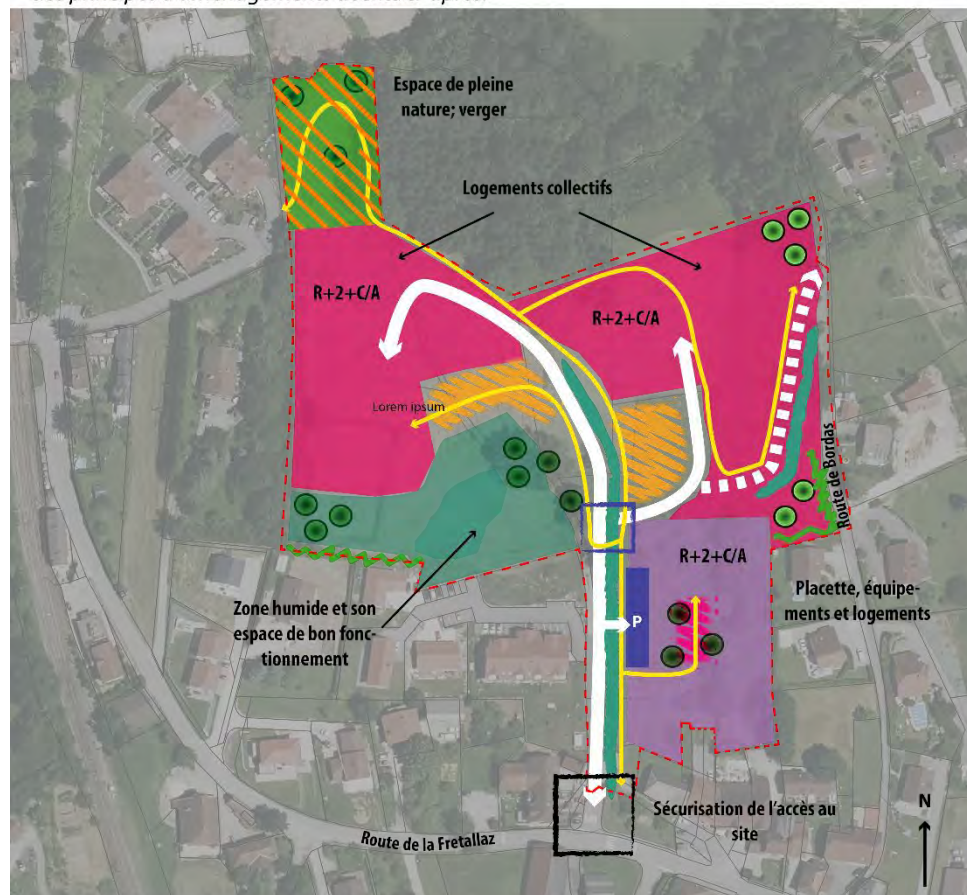 Espace de pleine
nature; verger
Logements collectifs
R+2+C/A
R+2+C/A
Lorem ipsum
Route de Bordas
R+2+C/A
Placette, équipe-
ments et logements
Zone humide et son
espace de bon fonc-
tionnement
P
Sécurisation de l'accès au
site
N
Route de la Fretallaz